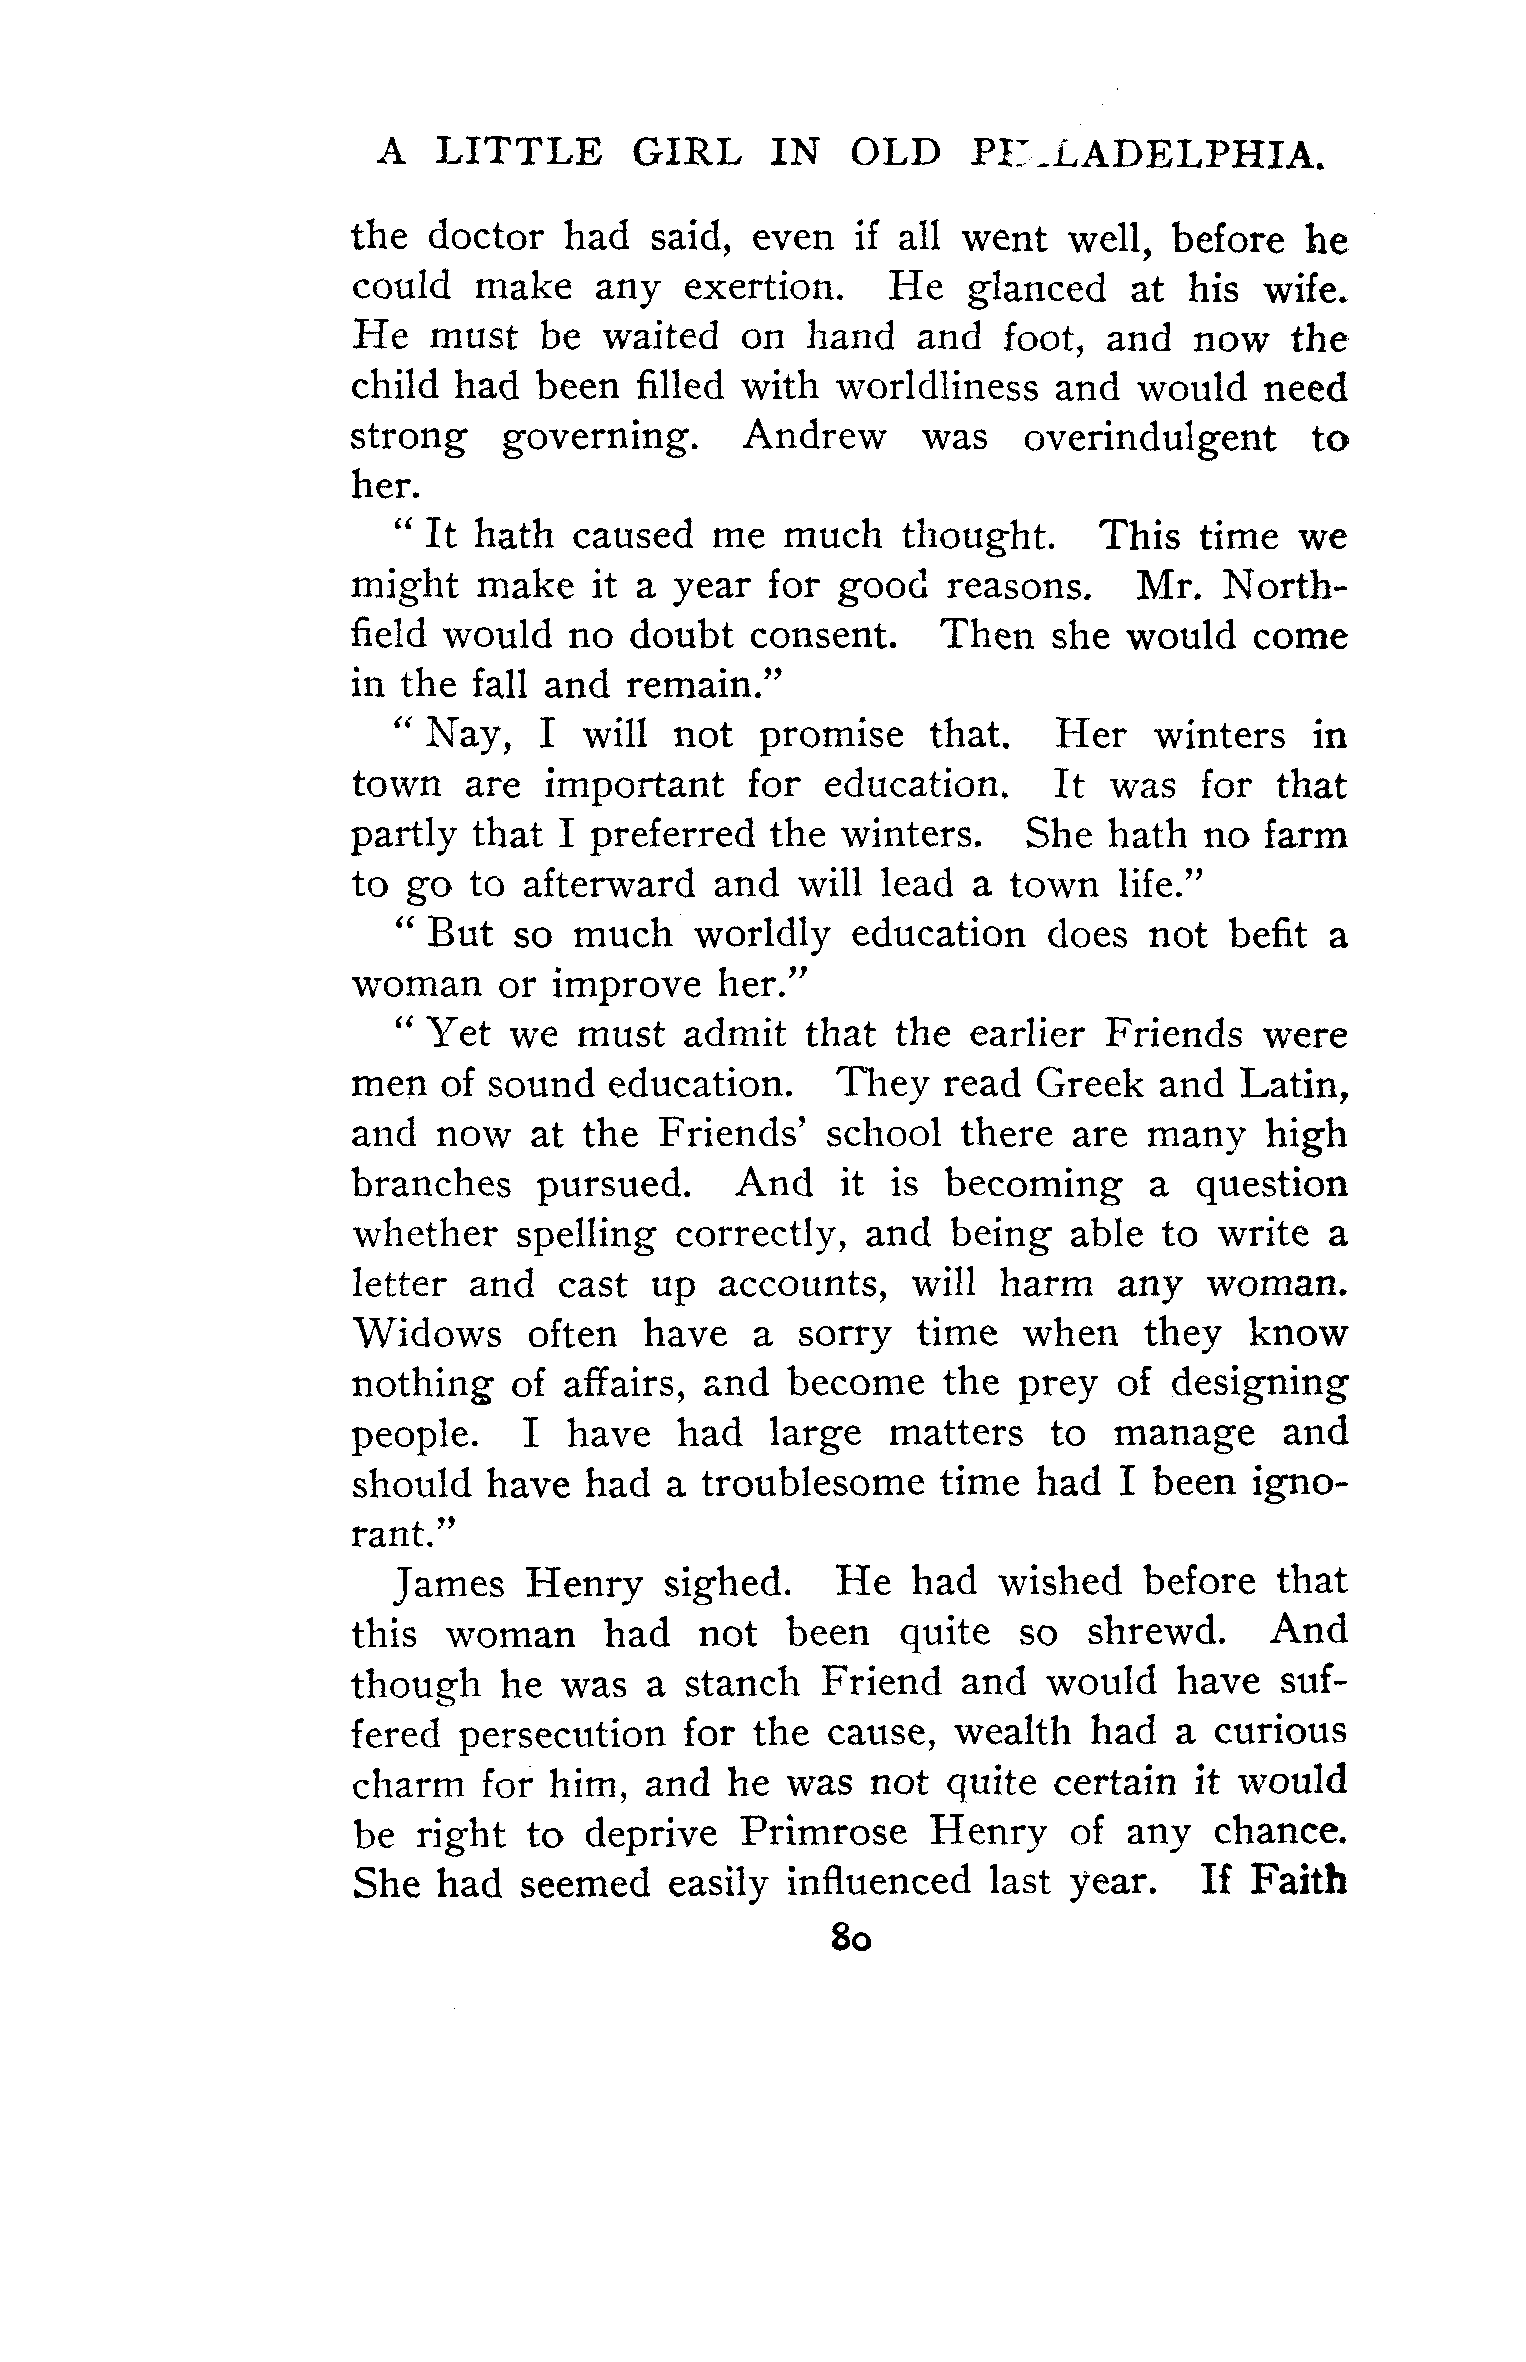 A LITTLE GIRL IN OLD PHILADELPHIA.
the doctor had said, even if all went well, before he
could make any exertion. He glanced at his wife.
He must be waited on hand and foot, and now the
child had been filled with worldliness and would need
strong governing. Andrew was overindulgent to
her.
“ It hath caused me much thought. This time we
might make it a year for good reasons. Mr. North-
field would no doubt consent. Then she would come
in the fall and remain.”
“ Nay, I will not promise that. Her winters in
town are important for education. It was for that
partly that I preferred the winters. She hath no farm
to go to afterward and will lead a town life.”
“ But so much worldly education does not befit a
woman or improve her.”
“ Yet we must admit that the earlier Friends were
men of sound education. They read Greek and Latin,
and now at the Friends’ school there are many high
branches pursued. And it is becoming a question
whether spelling correctly, and being able to write a
letter and cast up accounts, will harm any woman.
Widows often have a sorry time when they know
nothing of affairs, and become the prey of designing
people. I have had large matters to manage and
should have had a troublesome time had I been igno-
rant.”
James Henry sighed. He had wished before that
this woman had not been quite so shrewd. And
though he was a stanch Friend and would have suf-
fered persecution for the cause, wealth had a curious
charm for him, and he was not quite certain it would
be right to deprive Primrose Henry of any chance.
She had seemed easily influenced last year. If Faith
80